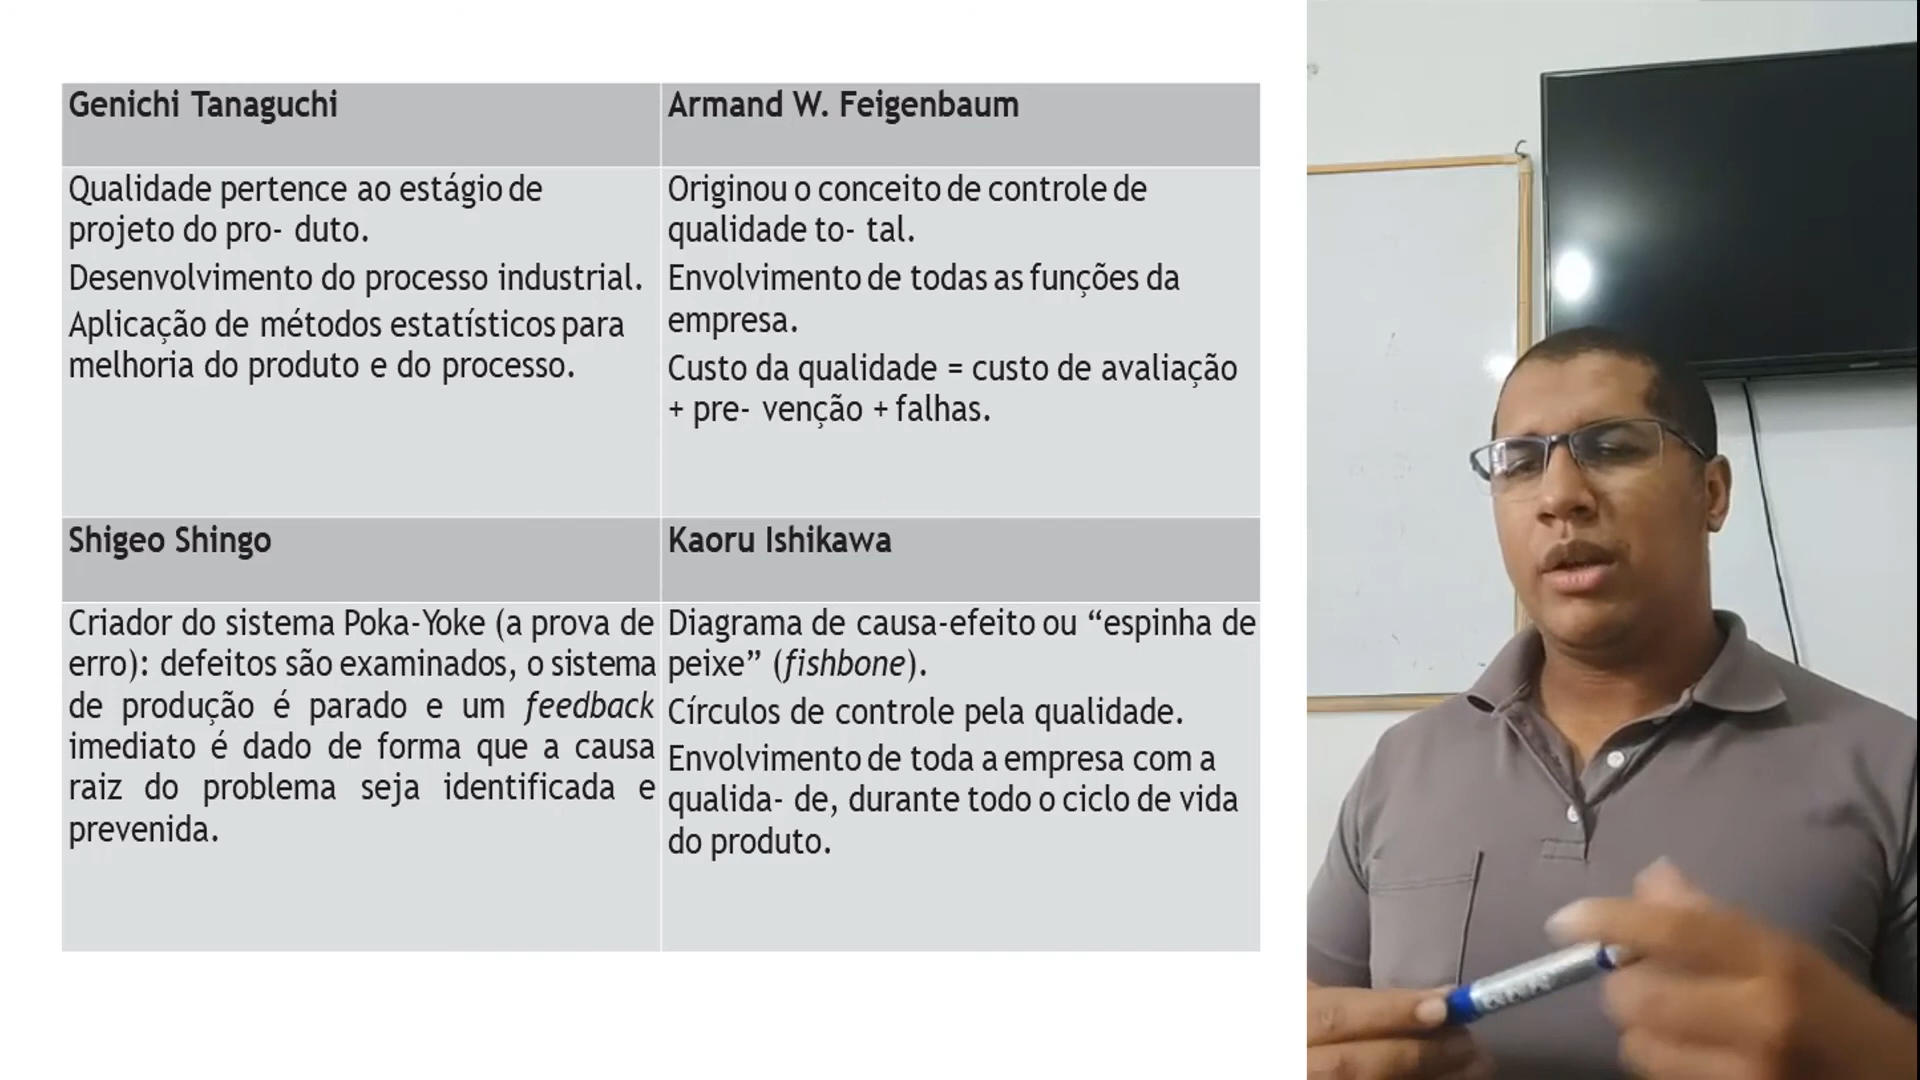 Genichi Tanaguchi
Qualidade pertence ao estágio de
projeto do pro- duto.
Desenvolvimento do processo industrial.
Aplicação de métodos estatísticos para
melhoria do produto e do processo.
Armand W. Feigenbaum
Originou o conceito de controle de
qualidade to- tal.
Envolvimento de todas as funções da
empresa.
Custo da qualidade = custo de avaliação
+ pre- venção + falhas.
Shigeo Shingo
Criador do sistema Poka-Yoke (a prova de
erro): defeitos são examinados, o sistema
de produção é parado e um feedback
imediato é dado de forma que a causa
raiz do problema seja identificada e
prevenida.
Kaoru Ishikawa
Diagrama de causa-efeito ou “espinha de
peixe” (fishbone).
Círculos de controle pela qualidade.
Envolvimento de toda a empresa com a
qualida- de, durante todo o ciclo de vida
do produto.